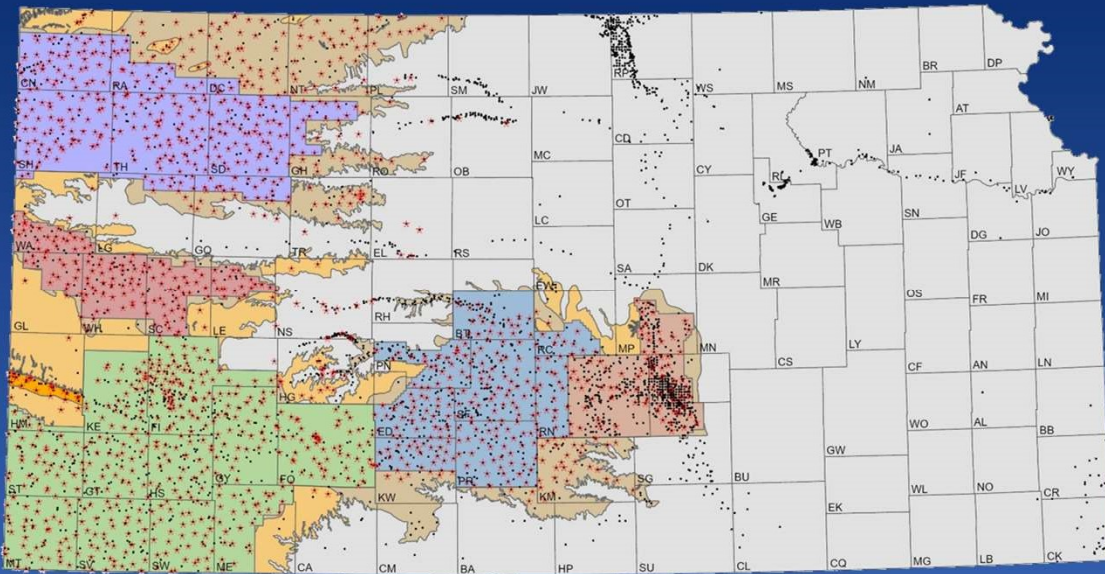 BR DP
CN RA DC NT PL SM JW RP WS MS NM
AT
CD
SH TH SD GH RO OB MC CY PT JA JF LV WY
RL
OT GE WB SN
LC
WA LG GO TR EL RS DG JO
SA DK
MR
EW OS FR MI
GL WH SC LE NS RH BT MN LY
RC MP CS
PN CF AN LN
HM KE FI HG SF
ED RN WO AL BB
GW
ST GT HS GY FO PR SG BU
KW KM WL NO CR
EK
MT SV SW ME CA CM BA HP SU CL CQ MG LB CK